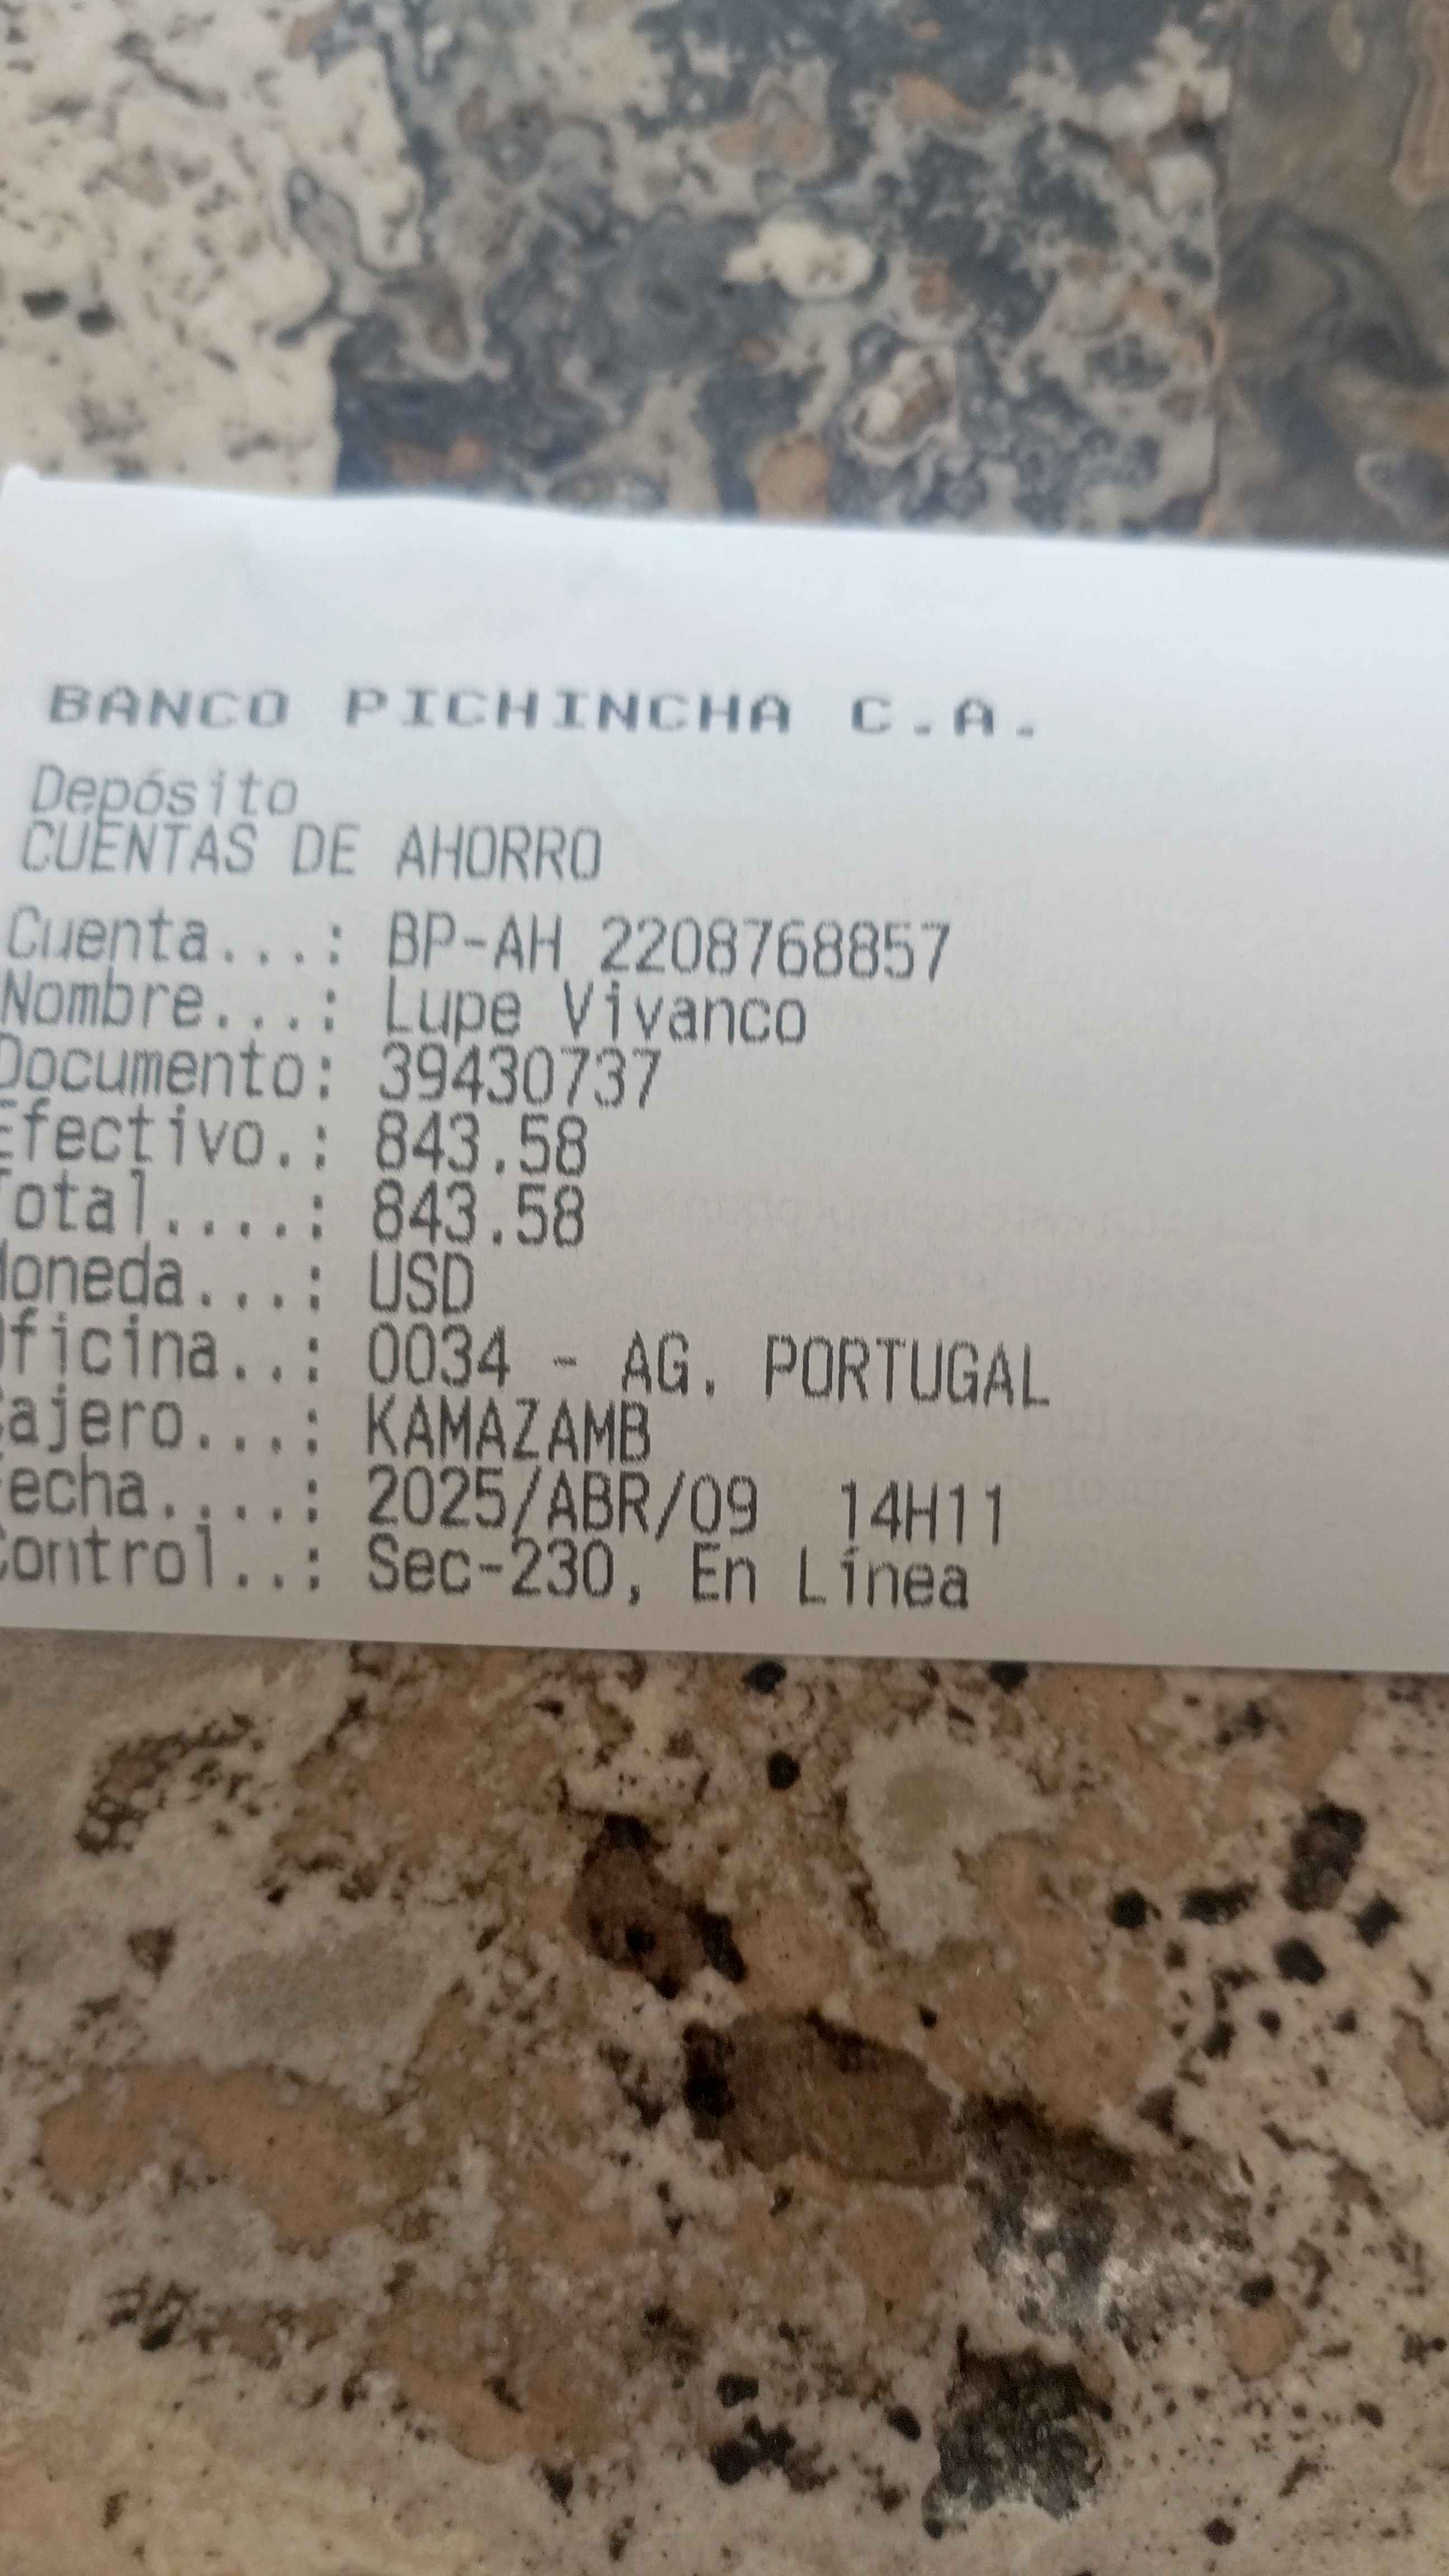 BANCO PICHINCHA C.A.
Depósito
CUENTAS DE AHORRO
Cuenta...: BP-AH 2208768857
Nombre...: Lupe Vivanco
Documento: 39430737
Efectivo.: 843.58
Total....: 843.58
Moneda...: USD
Oficina..: 0034 - AG. PORTUGAL
Cajero...: KAMAZAMB
Fecha....: 2025/ABR/09 14H11
Control..: Sec-230, En Línea